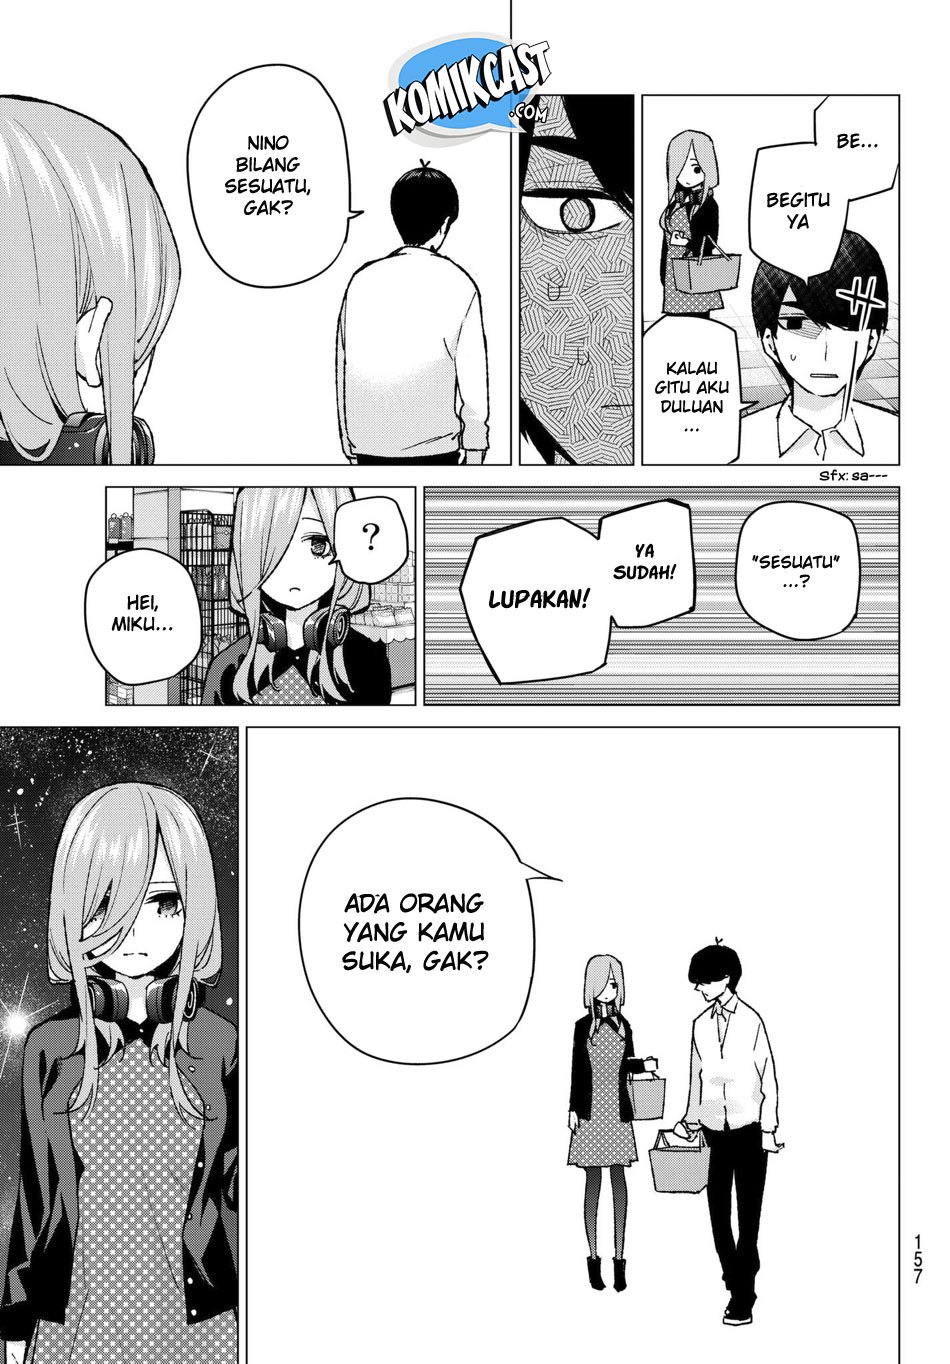 KOMIKCAST
.COM
BE...
BEGITU
YA
KALAU
GITU AKU
DULUAN
...
Sfx: sa---
NINO
BILANG
SESUATU,
GAK?
"SESUATU"
...?
YA
SUDAH!
LUPAKAN!
?
HEI,
MIKU...
ADA ORANG
YANG KAMU
SUKA, GAK?
157